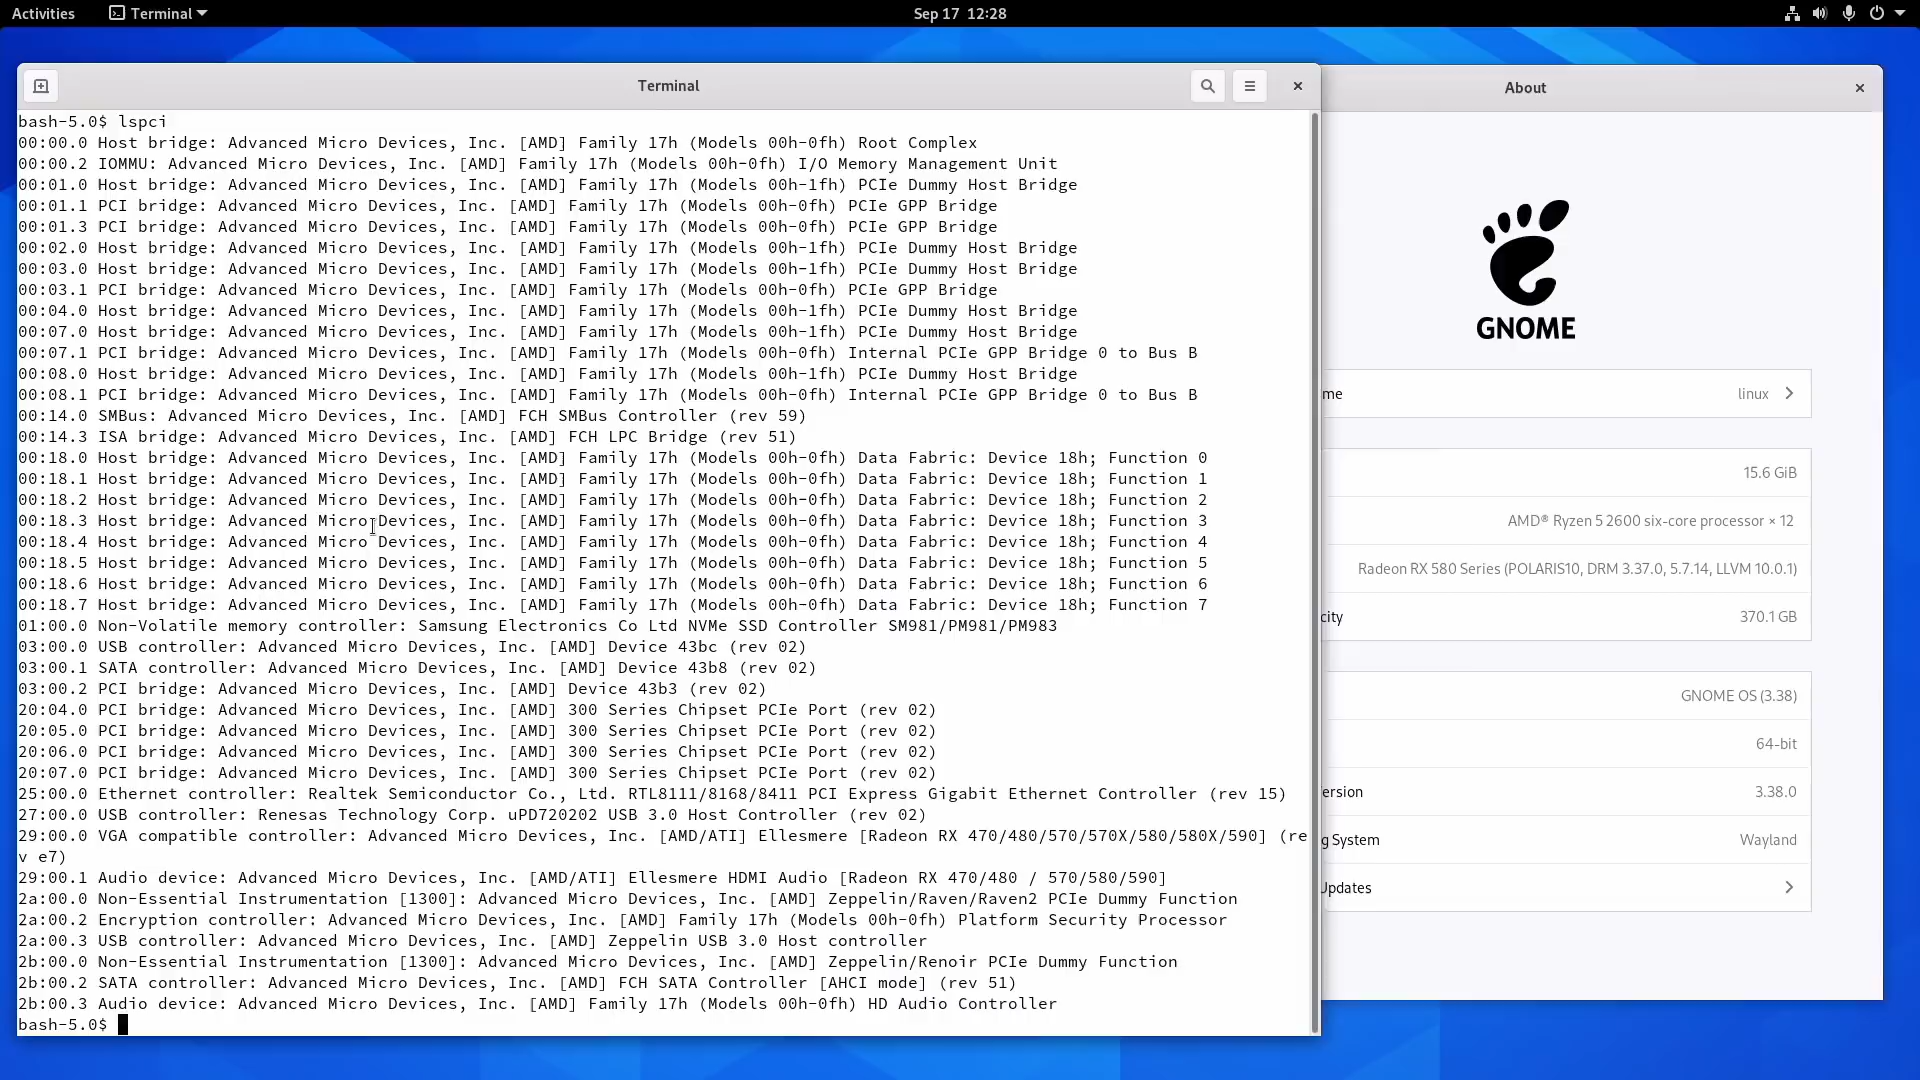 Activities
Terminal
Sep 17 12:28
Terminal
bash-5.0$ lspci
00:00.0 Host bridge: Advanced Micro Devices, Inc. [AMD] Family 17h (Models 00h-0fh) Root Complex
00:00.2 IOMMU: Advanced Micro Devices, Inc. [AMD] Family 17h (Models 00h-0fh) I/O Memory Management Unit
00:01.0 Host bridge: Advanced Micro Devices, Inc. [AMD] Family 17h (Models 00h-1fh) PCIe Dummy Host Bridge
00:01.1 PCI bridge: Advanced Micro Devices, Inc. [AMD] Family 17h (Models 00h-0fh) PCIe GPP Bridge
00:01.3 PCI bridge: Advanced Micro Devices, Inc. [AMD] Family 17h (Models 00h-0fh) PCIe GPP Bridge
00:02.0 Host bridge: Advanced Micro Devices, Inc. [AMD] Family 17h (Models 00h-1fh) PCIe Dummy Host Bridge
00:03.0 Host bridge: Advanced Micro Devices, Inc. [AMD] Family 17h (Models 00h-1fh) PCIe Dummy Host Bridge
00:03.1 PCI bridge: Advanced Micro Devices, Inc. [AMD] Family 17h (Models 00h-0fh) PCIe GPP Bridge
00:04.0 Host bridge: Advanced Micro Devices, Inc. [AMD] Family 17h (Models 00h-1fh) PCIe Dummy Host Bridge
00:07.0 Host bridge: Advanced Micro Devices, Inc. [AMD] Family 17h (Models 00h-1fh) PCIe Dummy Host Bridge
00:07.1 PCI bridge: Advanced Micro Devices, Inc. [AMD] Family 17h (Models 00h-0fh) Internal PCIe GPP Bridge 0 to Bus B
00:08.0 Host bridge: Advanced Micro Devices, Inc. [AMD] Family 17h (Models 00h-1fh) PCIe Dummy Host Bridge
00:08.1 PCI bridge: Advanced Micro Devices, Inc. [AMD] Family 17h (Models 00h-0fh) Internal PCIe GPP Bridge 0 to Bus B
00:14.0 SMBus: Advanced Micro Devices, Inc. [AMD] FCH SMBus Controller (rev 59)
00:14.3 ISA bridge: Advanced Micro Devices, Inc. [AMD] FCH LPC Bridge (rev 51)
00:18.0 Host bridge: Advanced Micro Devices, Inc. [AMD] Family 17h (Models 00h-0fh) Data Fabric: Device 18h; Function 0
00:18.1 Host bridge: Advanced Micro Devices, Inc. [AMD] Family 17h (Models 00h-0fh) Data Fabric: Device 18h; Function 1
00:18.2 Host bridge: Advanced Micro Devices, Inc. [AMD] Family 17h (Models 00h-0fh) Data Fabric: Device 18h; Function 2
00:18.3 Host bridge: Advanced Micro Devices, Inc. [AMD] Family 17h (Models 00h-0fh) Data Fabric: Device 18h; Function 3
00:18.4 Host bridge: Advanced Micro Devices, Inc. [AMD] Family 17h (Models 00h-0fh) Data Fabric: Device 18h; Function 4
00:18.5 Host bridge: Advanced Micro Devices, Inc. [AMD] Family 17h (Models 00h-0fh) Data Fabric: Device 18h; Function 5
00:18.6 Host bridge: Advanced Micro Devices, Inc. [AMD] Family 17h (Models 00h-0fh) Data Fabric: Device 18h; Function 6
00:18.7 Host bridge: Advanced Micro Devices, Inc. [AMD] Family 17h (Models 00h-0fh) Data Fabric: Device 18h; Function 7
01:00.0 Non-Volatile memory controller: Samsung Electronics Co Ltd NVMe SSD Controller SM981/PM981/PM983
03:00.0 USB controller: Advanced Micro Devices, Inc. [AMD] Device 43bc (rev 02)
03:00.1 SATA controller: Advanced Micro Devices, Inc. [AMD] Device 43b8 (rev 02)
03:00.2 PCI bridge: Advanced Micro Devices, Inc. [AMD] Device 43b3 (rev 02)
20:04.0 PCI bridge: Advanced Micro Devices, Inc. [AMD] 300 Series Chipset PCIe Port (rev 02)
20:05.0 PCI bridge: Advanced Micro Devices, Inc. [AMD] 300 Series Chipset PCIe Port (rev 02)
20:06.0 PCI bridge: Advanced Micro Devices, Inc. [AMD] 300 Series Chipset PCIe Port (rev 02)
20:07.0 PCI bridge: Advanced Micro Devices, Inc. [AMD] 300 Series Chipset PCIe Port (rev 02)
25:00.0 Ethernet controller: Realtek Semiconductor Co., Ltd. RTL8111/8168/8411 PCI Express Gigabit Ethernet Controller (rev 15)
27:00.0 USB controller: Renesas Technology Corp. uPD720202 USB 3.0 Host Controller (rev 02)
29:00.0 VGA compatible controller: Advanced Micro Devices, Inc. [AMD/ATI] Ellesmere [Radeon RX 470/480/570/570X/580/580X/590] (re
v e7)
29:00.1 Audio device: Advanced Micro Devices, Inc. [AMD/ATI] Ellesmere HDMI Audio [Radeon RX 470/480 / 570/580/590]
2a:00.0 Non-Essential Instrumentation [1300]: Advanced Micro Devices, Inc. [AMD] Zeppelin/Raven/Raven2 PCIe Dummy Function
2a:00.2 Encryption controller: Advanced Micro Devices, Inc. [AMD] Family 17h (Models 00h-0fh) Platform Security Processor
2a:00.3 USB controller: Advanced Micro Devices, Inc. [AMD] Zeppelin USB 3.0 Host controller
2b:00.0 Non-Essential Instrumentation [1300]: Advanced Micro Devices, Inc. [AMD] Zeppelin/Renoir PCIe Dummy Function
2b:00.2 SATA controller: Advanced Micro Devices, Inc. [AMD] FCH SATA Controller [AHCI mode] (rev 51)
2b:00.3 Audio device: Advanced Micro Devices, Inc. [AMD] Family 17h (Models 00h-0fh) HD Audio Controller
bash-5.0$
About
GNOME
me linux
15.6 GiB
AMD® Ryzen 5 2600 six-core processor × 12
Radeon RX 580 Series (POLARIS10, DRM 3.37.0, 5.7.14, LLVM 10.0.1)
city 370.1 GB
GNOME OS (3.38)
64-bit
ersion 3.38.0
g System Wayland
Updates